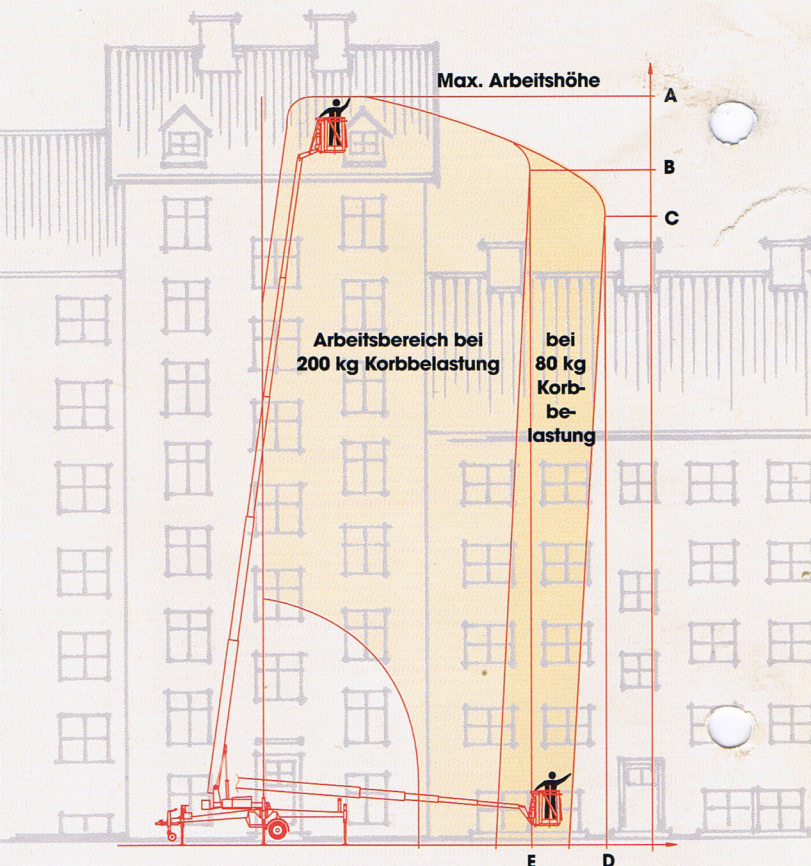 Max. Arbeitshöhe
A
B
C
Arbeitsbereich bei
200 kg Korbbelastung
bei
80 kg
Korb-
be-
lastung
E
D